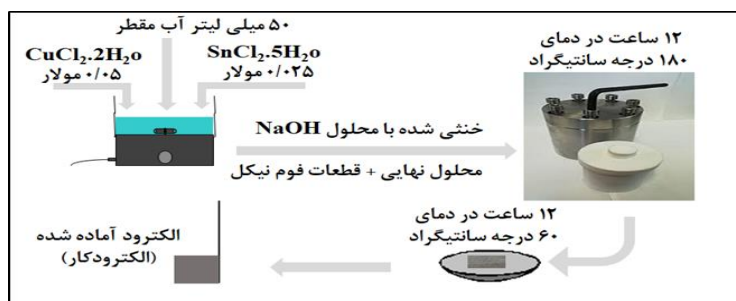 ۵۰ میلی لیتر آب مقطر
CuCl₂.2H₂o
۰/۰۵ مولار
SnCl₂.5H₂o
۰/۰۲۵ مولار
۱۲ ساعت در دمای
۱۸۰ درجه سانتیگراد
خنثی شده با محلول NaOH
محلول نهایی + قطعات فوم نیکل
۱۲ ساعت در دمای
۶۰ درجه سانتیگراد
الکترود آماده شده
(الکترودکار)